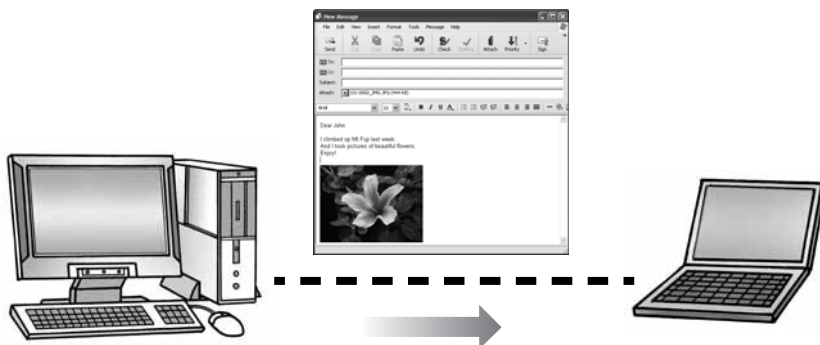 New Message
File Edit View Insert Format Tools Message Help
Send Cut Copy Paste Undo Check Spelling Attach Priority Sign
To:
Cc:
Subject:
Attach:
Arial 10
Dear John
I climbed up Mt.Fuji last week.
And I took pictures of beautiful flowers.
Enjoy!